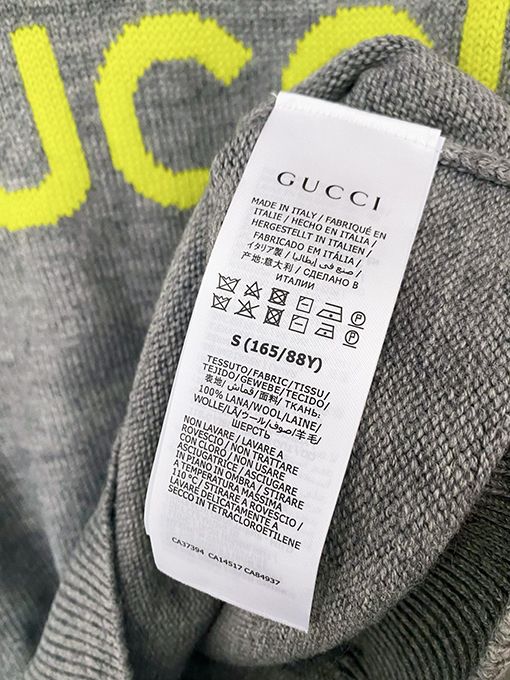 UCC
GUCCI
MADE IN ITALY / FABRIQUÉ EN
ITALIE / HECHO EN ITALIA /
HERGESTELLT IN ITALIEN /
FABRICADO EM ITÁLIA /
イタリア製 / صنع في إيطاليا /
产地:意大利 / СДЕЛАНО В
ИТАЛИИ
S (165/88Y)
TESSUTO/FABRIC/TISSU/
TEJIDO/GEWEBE/TECIDO/
表地/قماش/面料/ ТКАНЬ:
100% LANA/WOOL/LAINE/
WOLLE/LÃ/ウール/صوف/羊毛/
ШЕРСТЬ
NON LAVARE / LAVARE A
ROVESCIO / NON TRATTARE
CON CLORO / NON USARE
ASCIUGATRICE / ASCIUGARE
IN PIANO IN OMBRA / STIRARE
A TEMPERATURA MASSIMA
110°C / STIRARE A ROVESCIO /
LAVARE DELICATAMENTE A
SECCO IN TETRACLOROETILENE
CA37394 CA14517 CA84937